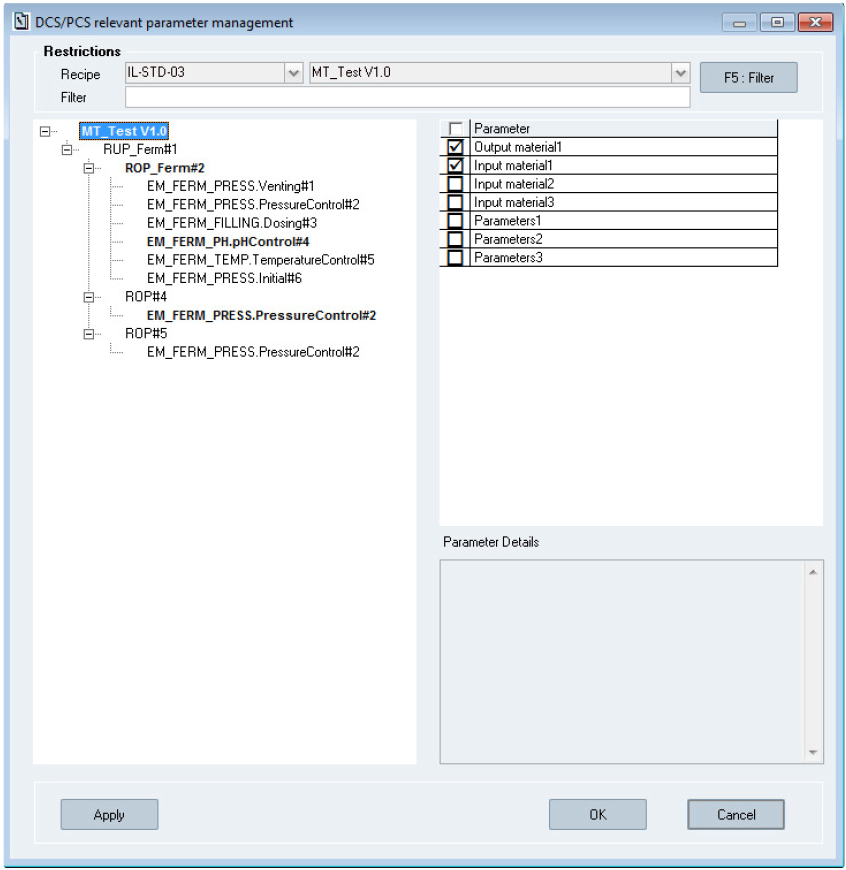 DCS/PCS relevant parameter management
Restrictions
Recipe IL-STD-03 MT_Test V1.0 F5 : Filter
Filter
MT_Test V1.0
RUP_Ferm#1
ROP_Ferm#2
EM_FERM_PRESS.Venting#1
EM_FERM_PRESS.PressureControl#2
EM_FERM_FILLING.Dosing#3
EM_FERM_PH.pHControl#4
EM_FERM_TEMP.TemperatureControl#5
EM_FERM_PRESS.Initial#6
ROP#4
EM_FERM_PRESS.PressureControl#2
ROP#5
EM_FERM_PRESS.PressureControl#2
Parameter
Output material1
Input material1
Input material2
Input material3
Parameters1
Parameters2
Parameters3
Parameter Details
Apply OK Cancel